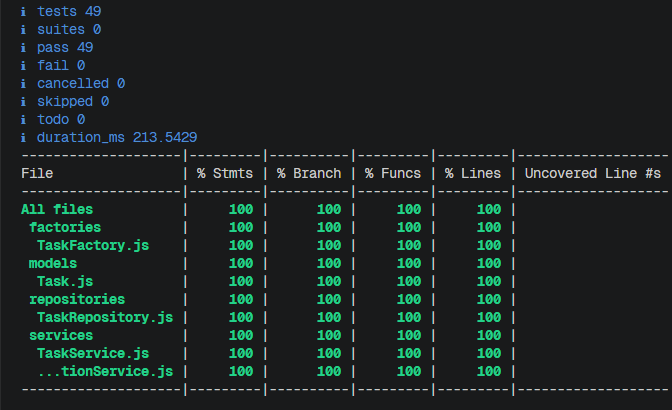 ℹ tests 49
ℹ suites 0
ℹ pass 49
ℹ fail 0
ℹ cancelled 0
ℹ skipped 0
ℹ todo 0
ℹ duration_ms 213.5429
--------------------|---------|----------|---------|---------|-------------------
File                | % Stmts | % Branch | % Funcs | % Lines | Uncovered Line #s
--------------------|---------|----------|---------|---------|-------------------
All files           |     100 |      100 |     100 |     100 |
 factories          |     100 |      100 |     100 |     100 |
  TaskFactory.js    |     100 |      100 |     100 |     100 |
 models             |     100 |      100 |     100 |     100 |
  Task.js           |     100 |      100 |     100 |     100 |
 repositories       |     100 |      100 |     100 |     100 |
  TaskRepository.js |     100 |      100 |     100 |     100 |
 services           |     100 |      100 |     100 |     100 |
  TaskService.js    |     100 |      100 |     100 |     100 |
  ...tionService.js |     100 |      100 |     100 |     100 |
--------------------|---------|----------|---------|---------|-------------------